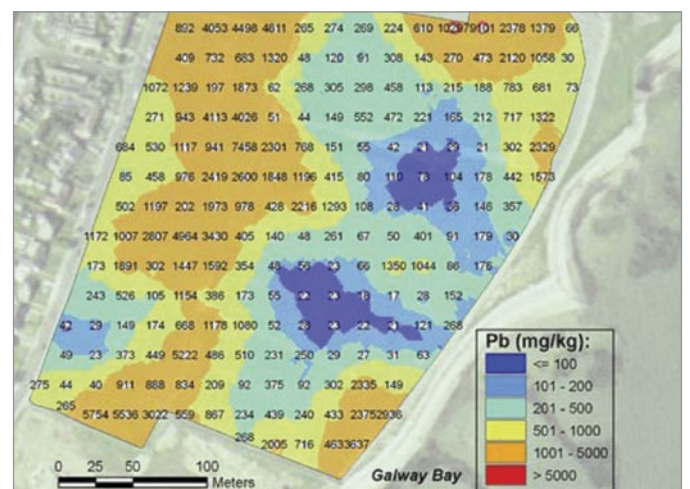 892 4053 4498 4811 265 274 269 224 610 2378 1379 66
409 732 683 1320 48 120 91 308 143 270 473 2120 1058 30
1072 1239 197 1873 62 268 305 298 458 113 215 188 783 681 73
271 943 4113 4026 51 44 149 552 472 221 165 212 717 1322
684 530 1117 941 7458 2301 768 151 55 42 21 302 2329
85 458 976 2419 2600 1848 1196 415 80 110 104 178 442 1573
502 1197 202 1973 978 428 2216 1293 108 28 41 146 357
1172 1007 2807 4964 3430 405 140 48 261 67 50 401 91 179 30
173 1891 302 1447 1592 354 48 23 66 1350 1044 86 176
243 526 105 1154 386 173 55 22 17 28 152
42 29 149 174 668 1178 1080 52 28 23 22 121 268
49 23 373 449 5222 486 510 231 250 29 27 31 63
275 44 40 911 888 834 209 92 375 92 302 2335 149
265 5754 5536 3022 559 867 234 439 240 433 2375 2936
268 2005 716 4633 637
Pb (mg/kg):
<= 100
101 - 200
201 - 500
501 - 1000
1001 - 5000
> 5000
0 25 50 100
Meters
Galway Bay